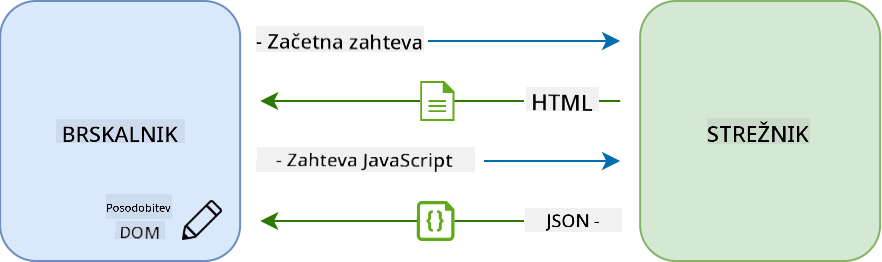 - Začetna zahteva
HTML
BRSKALNIK
STREŽNIK
- Zahteva JavaScript
Posodobitev
DOM
{}
JSON -